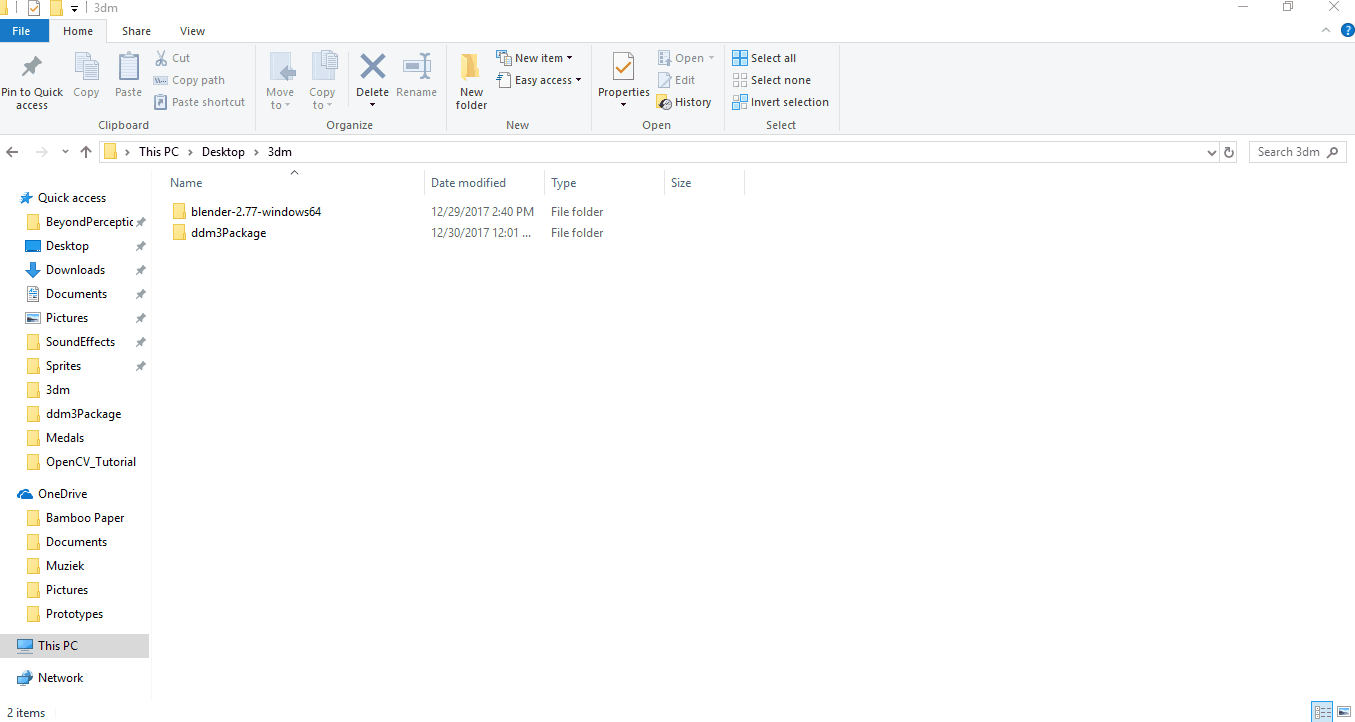 3dm
File Home Share View
Pin to Quick access
Copy
Paste
Cut
Copy path
Paste shortcut
Clipboard
Move to
Copy to
Delete
Rename
Organize
New folder
New item
Easy access
New
Properties
Open
Edit
History
Open
Select all
Select none
Invert selection
Select
This PC > Desktop > 3dm
Search 3dm
Name Date modified Type Size
blender-2.77-windows64 12/29/2017 2:40 PM File folder
ddm3Package 12/30/2017 12:01 ... File folder
Quick access
BeyondPerceptic
Desktop
Downloads
Documents
Pictures
SoundEffects
Sprites
3dm
ddm3Package
Medals
OpenCV_Tutorial
OneDrive
Bamboo Paper
Documents
Muziek
Pictures
Prototypes
This PC
Network
2 items